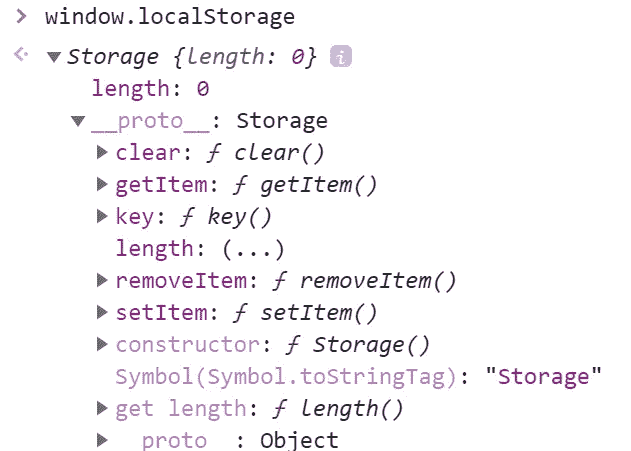 window.localStorage
Storage {length: 0} i
length: 0
__proto__: Storage
clear: ƒ clear()
getItem: ƒ getItem()
key: ƒ key()
length: (...)
removeItem: ƒ removeItem()
setItem: ƒ setItem()
constructor: ƒ Storage()
Symbol(Symbol.toStringTag): "Storage"
get length: ƒ length()
proto : Object